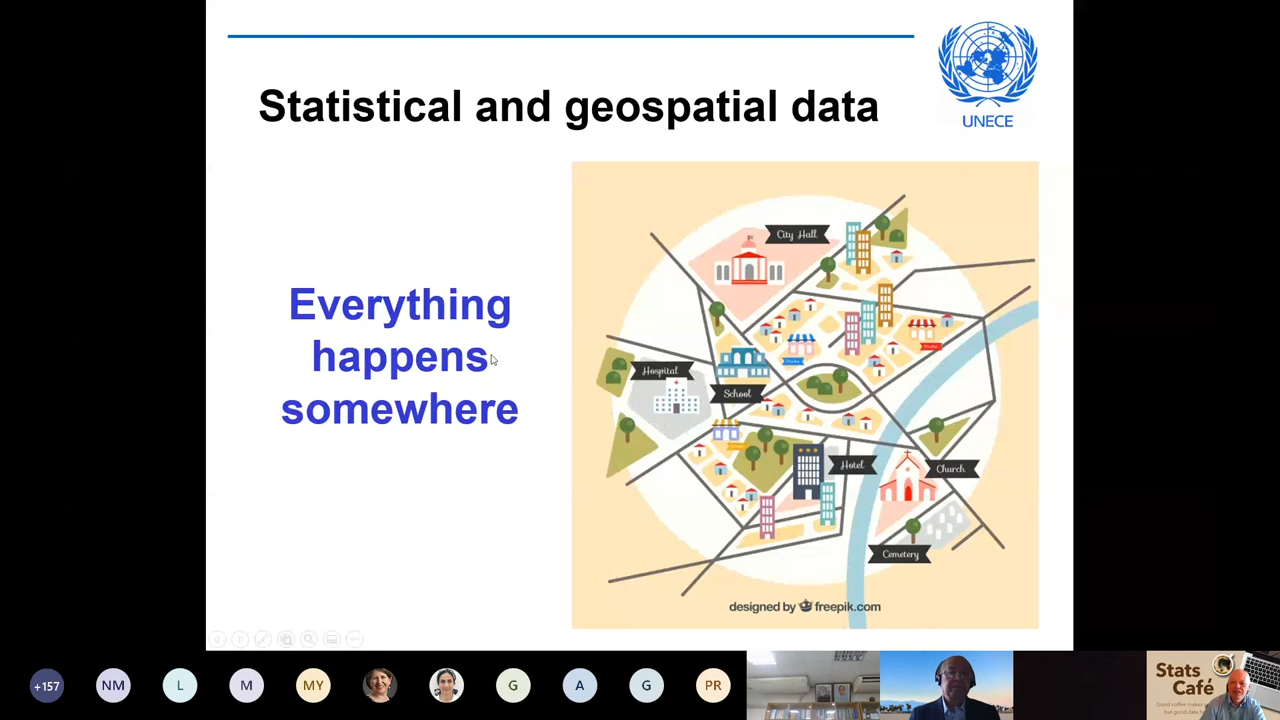 Statistical and geospatial data
UNECE
Everything
happens
somewhere
City Hall
Hospital
School
Hotel
Church
Cemetery
designed by freepik.com
+157
NM
L
M
MY
G
A
G
PR
Stats
Café